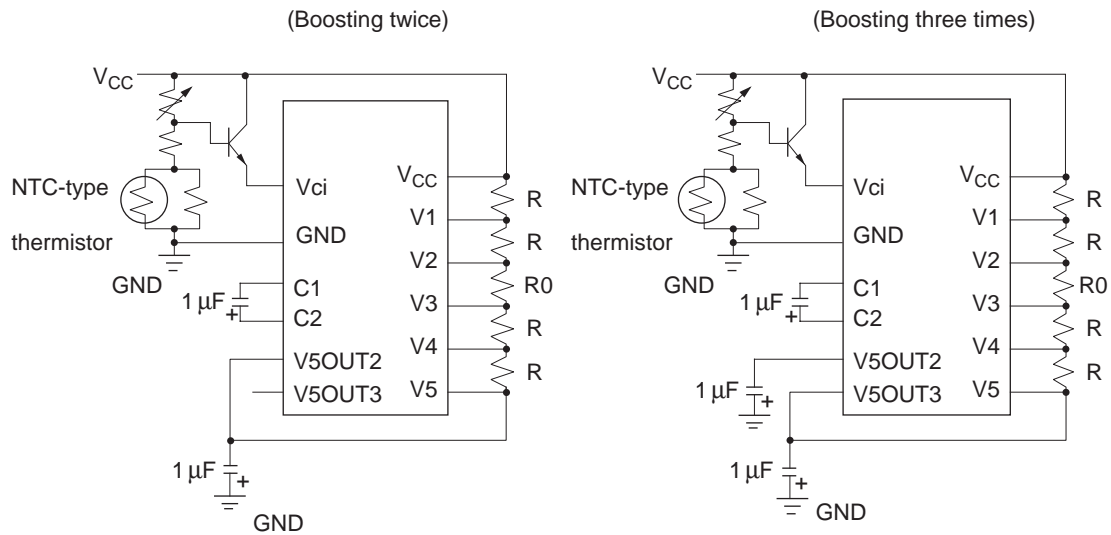 (Boosting twice)
VCC
NTC-type
thermistor
GND
1 µF
+
Vci
GND
C1
C2
V5OUT2
V5OUT3
VCC
V1
V2
V3
V4
V5
R
R
R0
R
R
1 µF
+
GND
(Boosting three times)
VCC
NTC-type
thermistor
GND
1 µF
+
Vci
GND
C1
C2
V5OUT2
V5OUT3
VCC
V1
V2
V3
V4
V5
R
R
R0
R
R
1 µF
+
1 µF
+
GND